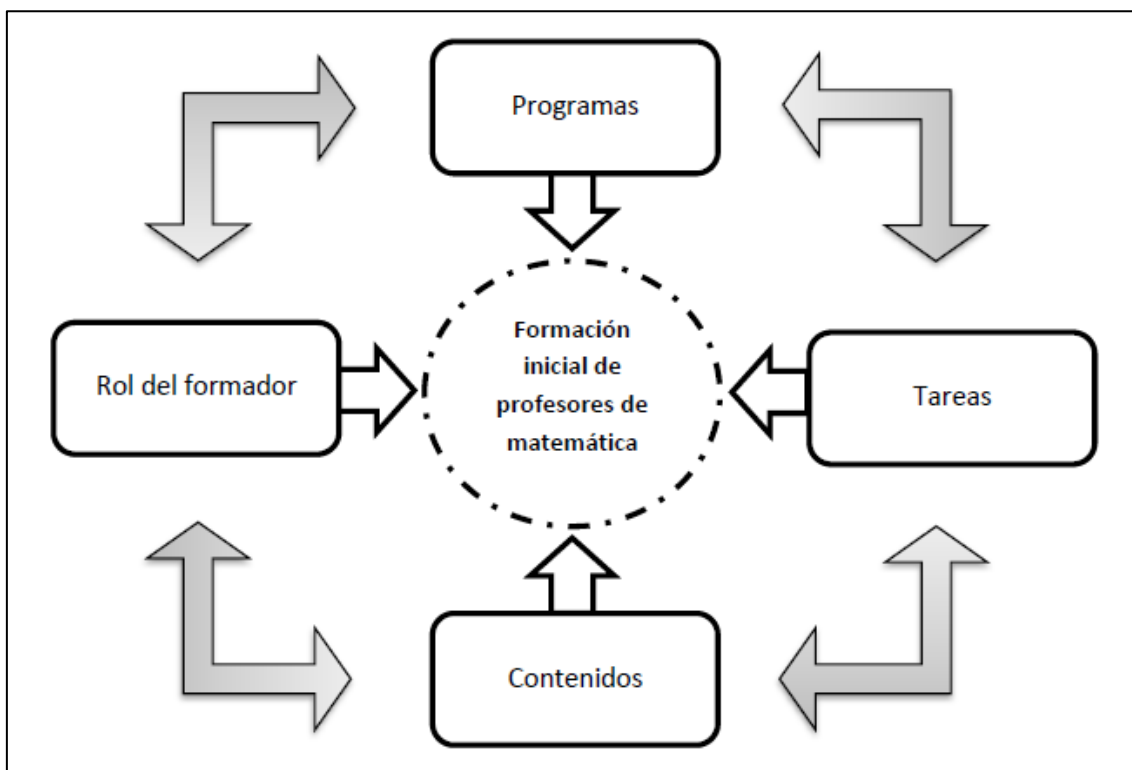 Programas
Rol del formador
Formación
inicial de
profesores de
matemática
Tareas
Contenidos